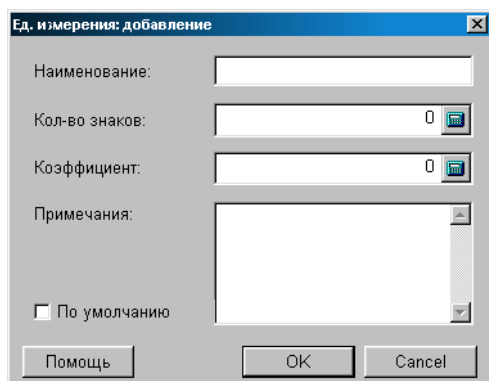 Ед. измерения: добавление
Наименование:
Кол-во знаков: 0
Коэффициент: 0
Примечания:
По умолчанию
Помощь OK Cancel